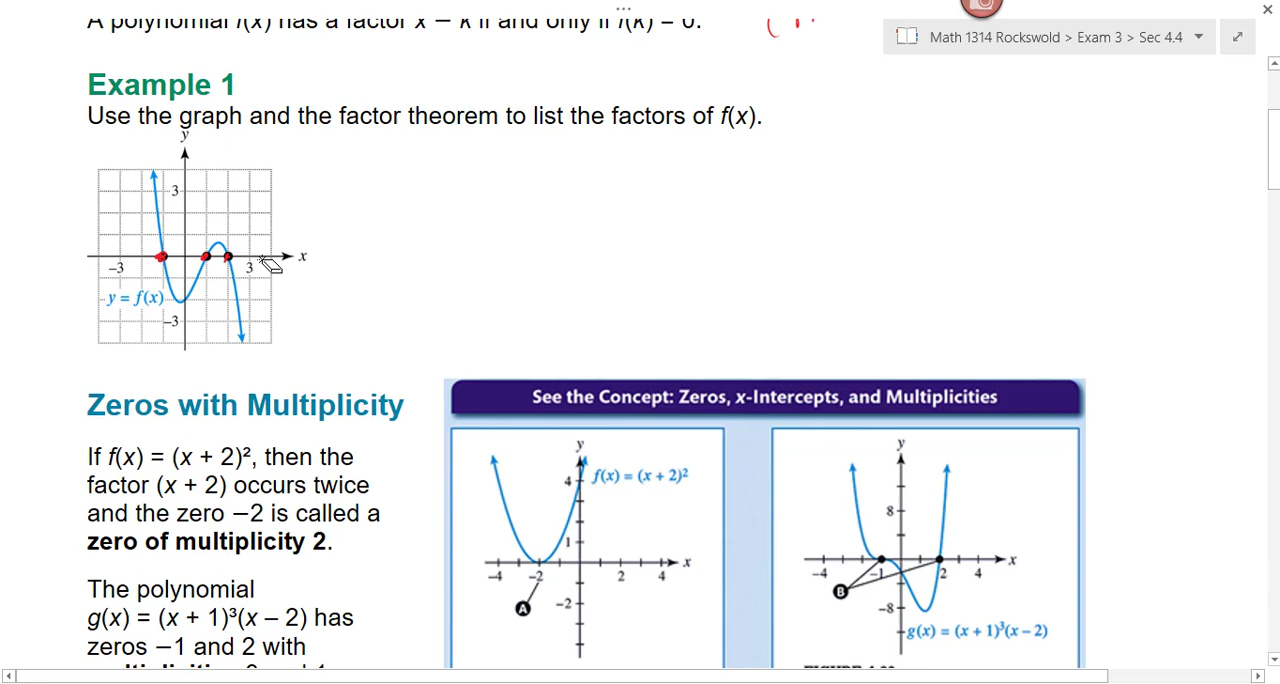 A polynomial f(x) has a factor x − k if and only if f(k) = 0.
Math 1314 Rockswold > Exam 3 > Sec 4.4
Example 1
Use the graph and the factor theorem to list the factors of f(x).
y
3
x
−3
3
y = f(x)
−3
Zeros with Multiplicity
If f(x) = (x + 2)², then the
factor (x + 2) occurs twice
and the zero −2 is called a
zero of multiplicity 2.
The polynomial
g(x) = (x + 1)³(x – 2) has
zeros −1 and 2 with
See the Concept: Zeros, x-Intercepts, and Multiplicities
y
4
f(x) = (x + 2)²
1
x
−4
−2
2
4
A
−2
y
8
x
−4
−1
2
4
B
−8
g(x) = (x + 1)³(x − 2)